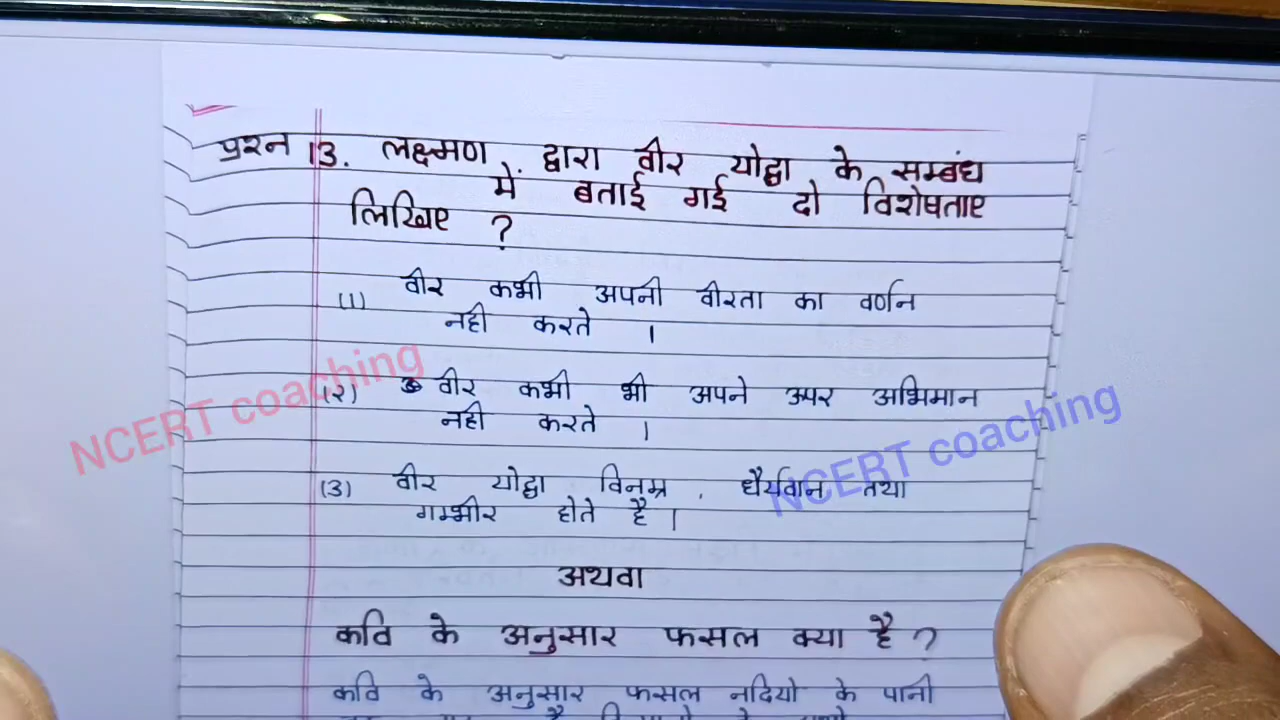 प्रश्न 13. लक्ष्मण द्वारा वीर योद्धा के सम्बंध
में बताई गई दो विशेषताए
लिखिए ?
(1) वीर कभी अपनी वीरता का वर्णन
नही करते ।
(२) वीर कभी भी अपने ऊपर अभिमान
नही करते ।
(3) वीर योद्धा विनम्र , धैर्यवान तथा
गम्भीर होते है ।
अथवा
कवि के अनुसार फसल क्या है ?
कवि के अनुसार फसल नदियो के पानी
NCERT coaching
NCERT coaching